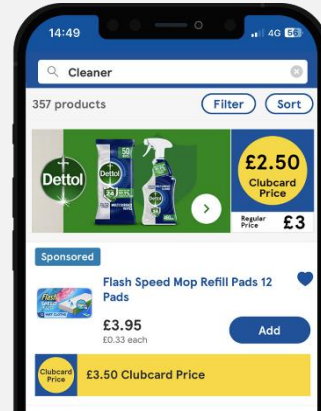 14:49
4G 56
Cleaner
357 products
Filter
Sort
Dettol
£2.50
Clubcard
Price
Regular
Price
£3
Sponsored
Flash Speed Mop Refill Pads 12
Pads
Flash
£3.95
£0.33 each
Add
Clubcard
Price
£3.50 Clubcard Price